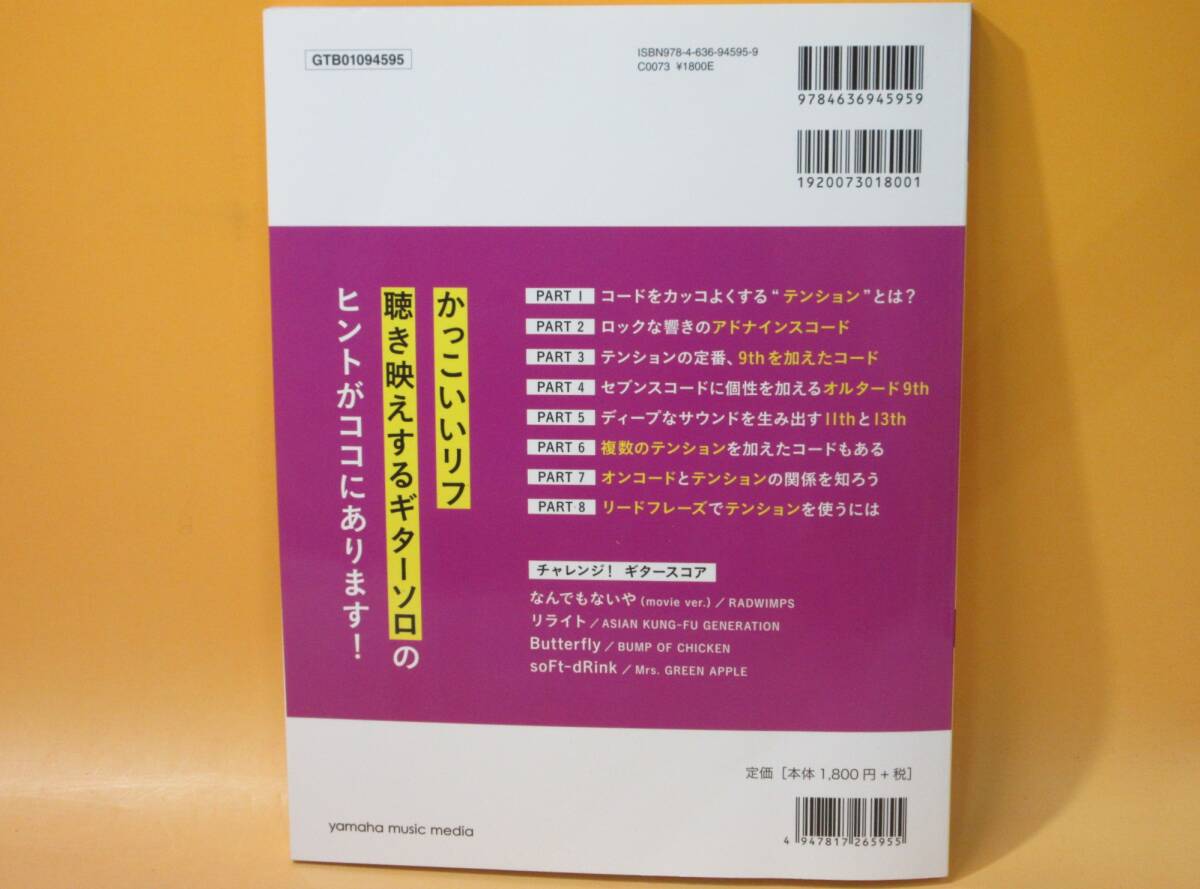 GTB01094595
ISBN978-4-636-94595-9
C0073 ¥1800E
9784636945959
1920073018001
かっこいいリフ
聴き映えするギターソロの
ヒントがココにあります!
PART 1 コードをカッコよくする“テンション”とは?
PART 2 ロックな響きのアドナインスコード
PART 3 テンションの定番、9thを加えたコード
PART 4 セブンスコードに個性を加えるオルタード9th
PART 5 ディープなサウンドを生み出す11thと13th
PART 6 複数のテンションを加えたコードもある
PART 7 オンコードとテンションの関係を知ろう
PART 8 リードフレーズでテンションを使うには
チャレンジ! ギタースコア
なんでもないや (movie ver.) / RADWIMPS
リライト / ASIAN KUNG-FU GENERATION
Butterfly / BUMP OF CHICKEN
soFt-dRink / Mrs. GREEN APPLE
定価 [本体 1,800 円 + 税]
yamaha music media
4 947817 265955